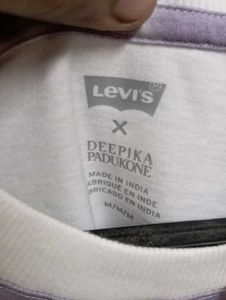 LEVI'S
X
DEEPIKA
PADUKONE
MADE IN INDIA
FABRIQUÉ EN INDE
FABRICADO EN INDIA
M/M/M